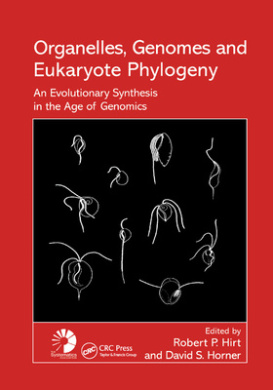 Organelles, Genomes and
Eukaryote Phylogeny
An Evolutionary Synthesis
in the Age of Genomics
Edited by
Robert P. Hirt
and David S. Horner
CRC
CRC Press
Taylor & Francis Group